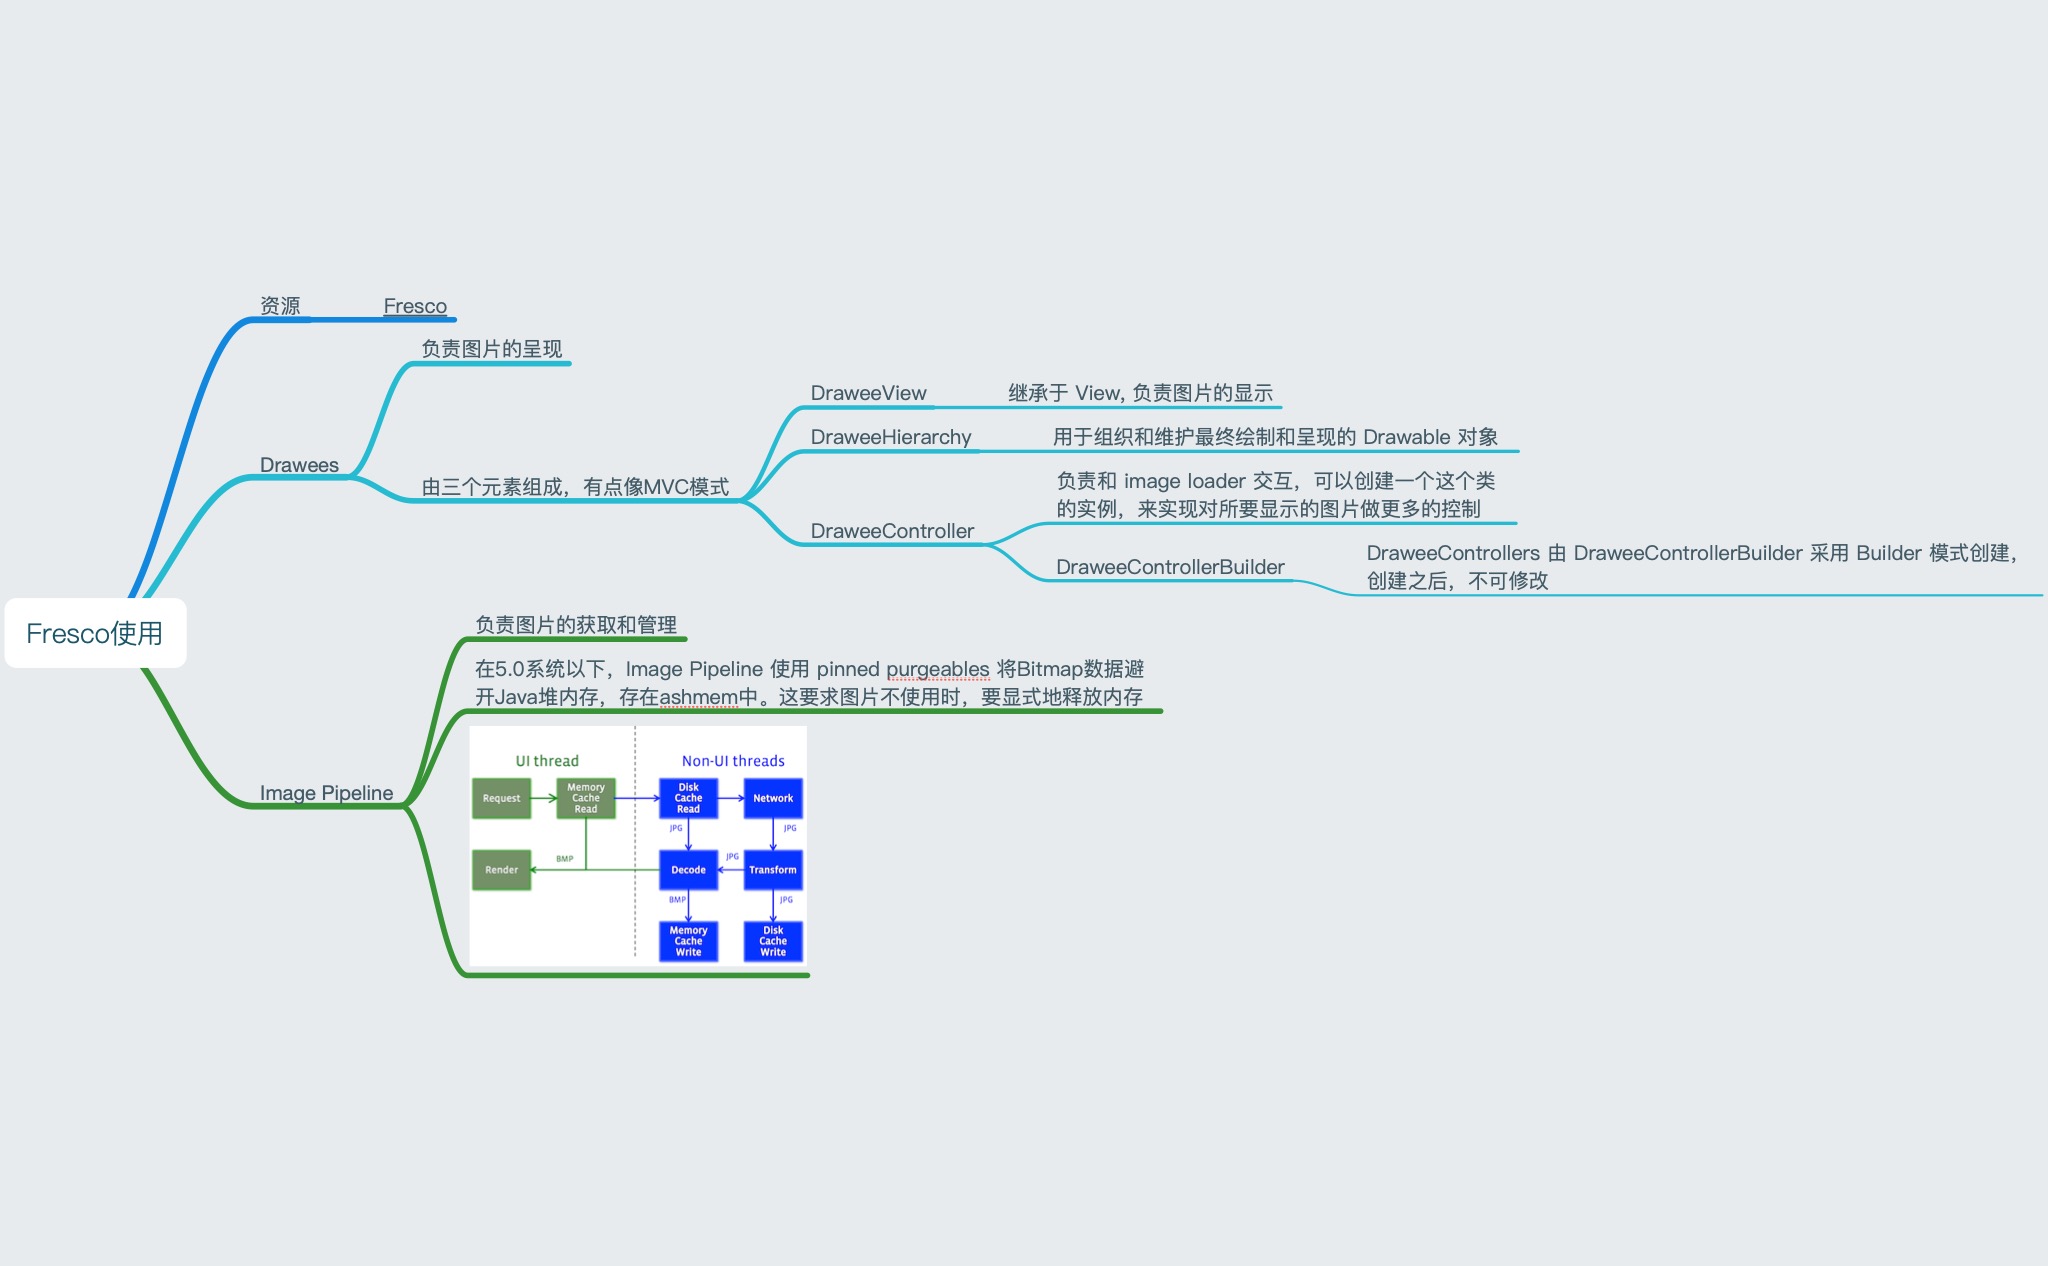 资源
Fresco
负责图片的呈现
DraweeView
继承于 View, 负责图片的显示
DraweeHierarchy
用于组织和维护最终绘制和呈现的 Drawable 对象
Drawees
由三个元素组成，有点像MVC模式
负责和 image loader 交互，可以创建一个这个类
的实例，来实现对所要显示的图片做更多的控制
DraweeController
DraweeControllerBuilder
DraweeControllers 由 DraweeControllerBuilder 采用 Builder 模式创建，
创建之后，不可修改
Fresco使用
负责图片的获取和管理
在5.0系统以下，Image Pipeline 使用 pinned purgeables 将Bitmap数据避
开Java堆内存，存在ashmem中。这要求图片不使用时，要显式地释放内存
Image Pipeline
UI thread
Non-UI threads
Request
Memory
Cache
Read
Disk
Cache
Read
Network
JPG
JPG
Render
BMP
Decode
JPG
Transform
BMP
JPG
Memory
Cache
Write
Disk
Cache
Write